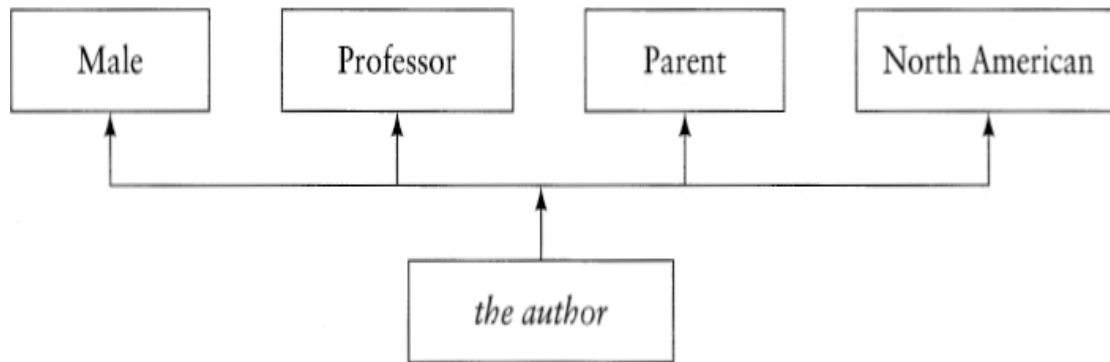 Male
Professor
Parent
North American
the author